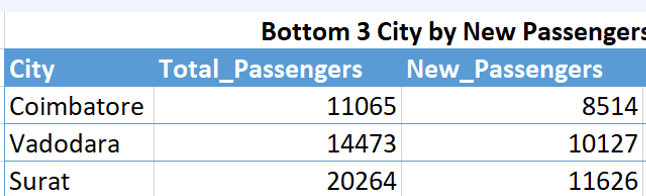 Bottom 3 City by New Passengers
City Total_Passengers New_Passengers
Coimbatore 11065 8514
Vadodara 14473 10127
Surat 20264 11626